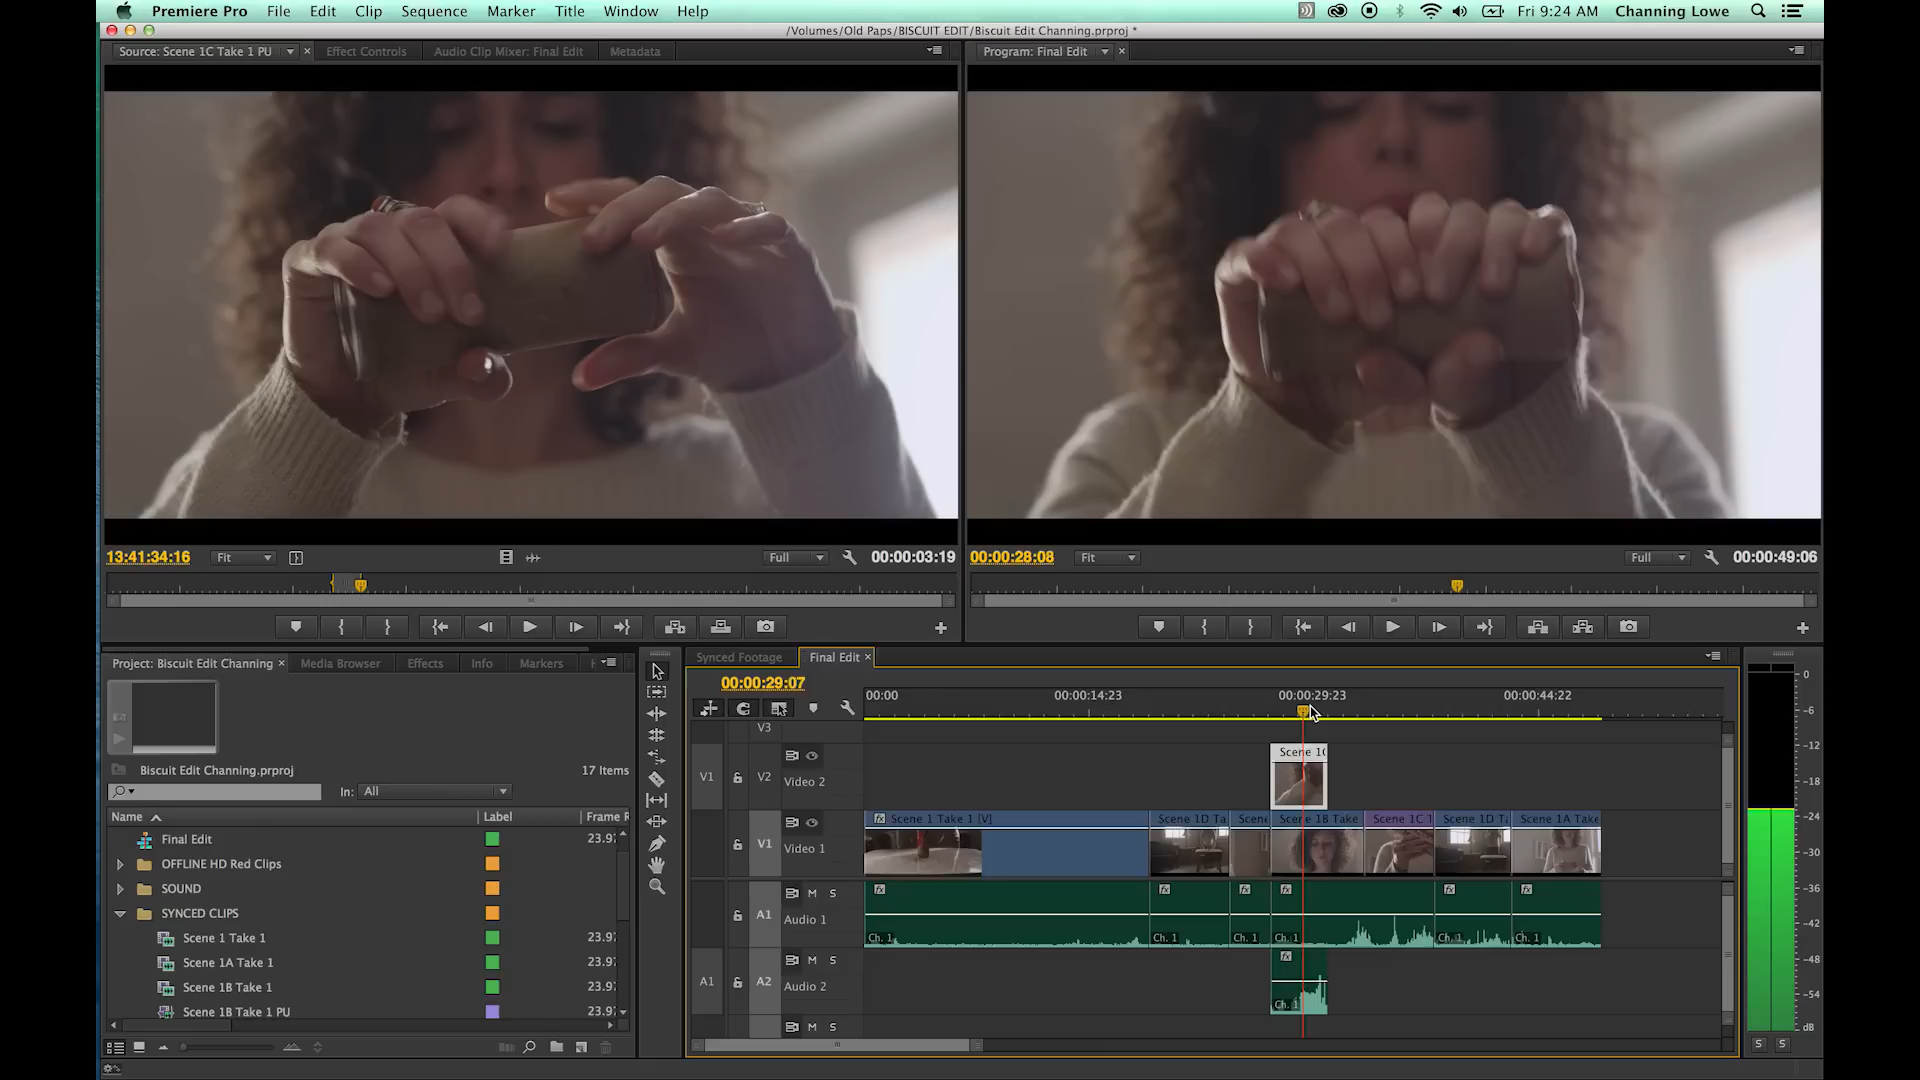 Premiere Pro File Edit Clip Sequence Marker Title Window Help Fri 9:24 AM Channing Lowe
/Volumes/Old Paps/BISCUIT EDIT/Biscuit Edit Channing.prproj *
Source: Scene 1C Take 1 PU Effect Controls Audio Clip Mixer: Final Edit Metadata
Program: Final Edit
13:41:34:16 Fit Full 00:00:03:19
00:00:28:08 Fit Full 00:00:49:06
Project: Biscuit Edit Channing Media Browser Effects Info Markers
Biscuit Edit Channing.prproj 17 Items
In: All
Name Label Frame R
Final Edit 23.97
OFFLINE HD Red Clips
SOUND
SYNCED CLIPS
Scene 1 Take 1 23.97
Scene 1A Take 1 23.97
Scene 1B Take 1 23.97
Scene 1B Take 1 PU 23.97
Synced Footage Final Edit
00:00:29:07
00:00 00:00:14:23 00:00:29:23 00:00:44:22
V3
V1 V2 Video 2 Scene 1C
V1 Video 1 Scene 1 Take 1 [V] Scene 1D Ta Scene Scene 1B Take Scene 1C T Scene 1D T Scene 1A Take
A1 M S Audio 1 Ch. 1 Ch. 1 Ch. 1 Ch. 1 Ch. 1 Ch. 1
A1 A2 M S Audio 2 Ch. 1
M S
0
-6
-12
-18
-24
-30
-36
-42
-48
-54
dB
S S